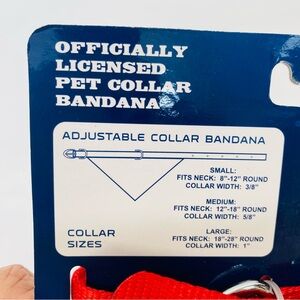 OFFICIALLY
LICENSED
PET COLLAR
BANDANAS
ADJUSTABLE COLLAR BANDANA
SMALL:
FITS NECK: 8"-12" ROUND
COLLAR WIDTH: 3/8"
MEDIUM:
FITS NECK: 12"-18" ROUND
COLLAR WIDTH: 5/8"
LARGE:
FITS NECK: 18"-28" ROUND
COLLAR WIDTH: 1"
COLLAR
SIZES